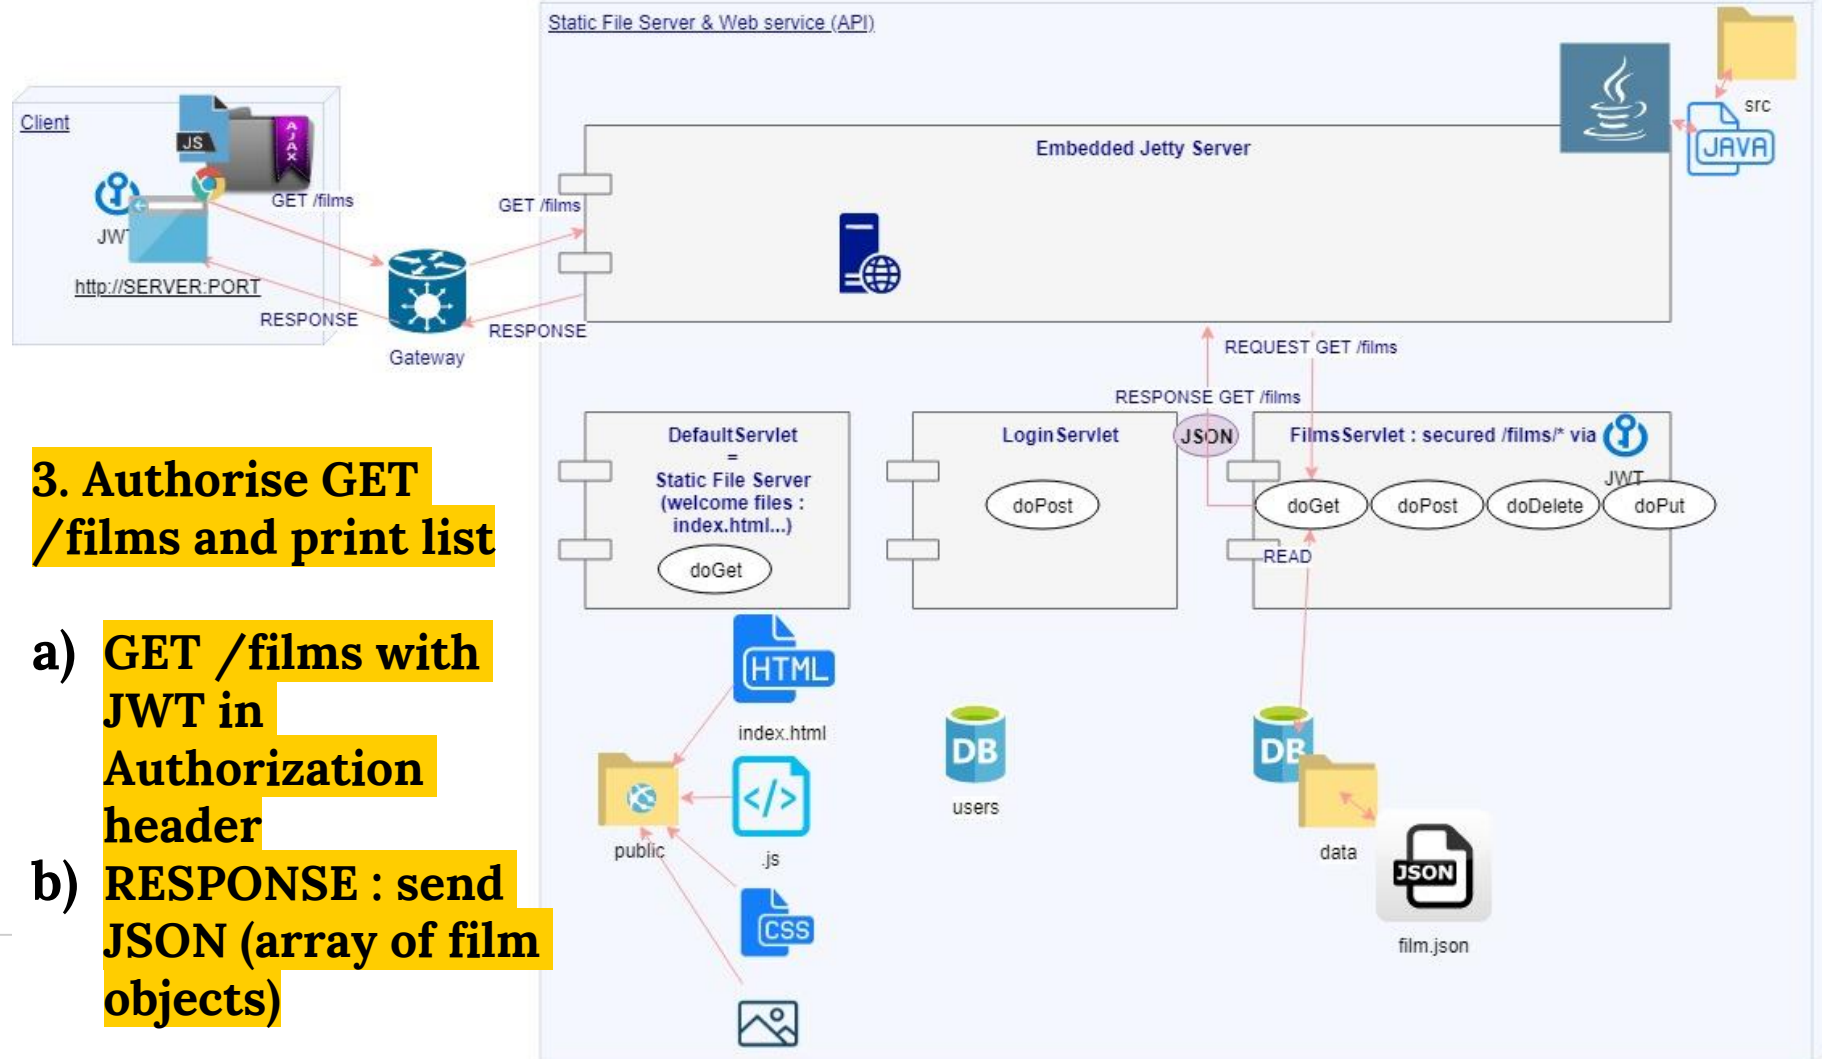 Static File Server & Web service (API)
Client
JS
AJAX
JW
http://SERVER:PORT
GET /films
GET /films
RESPONSE
RESPONSE
Gateway
Embedded Jetty Server
src
JAVA
REQUEST GET /films
RESPONSE GET /films
DefaultServlet
=
Static File Server
(welcome files :
index.html...)
doGet
LoginServlet
doPost
JSON
FilmsServlet : secured /films/* via
JWT
doGet
doPost
doDelete
doPut
READ
HTML
index.html
public
</>
.js
CSS
DB
users
DB
data
JSON
film.json
3. Authorise GET
/films and print list
a) GET /films with
JWT in
Authorization
header
b) RESPONSE : send
JSON (array of film
objects)